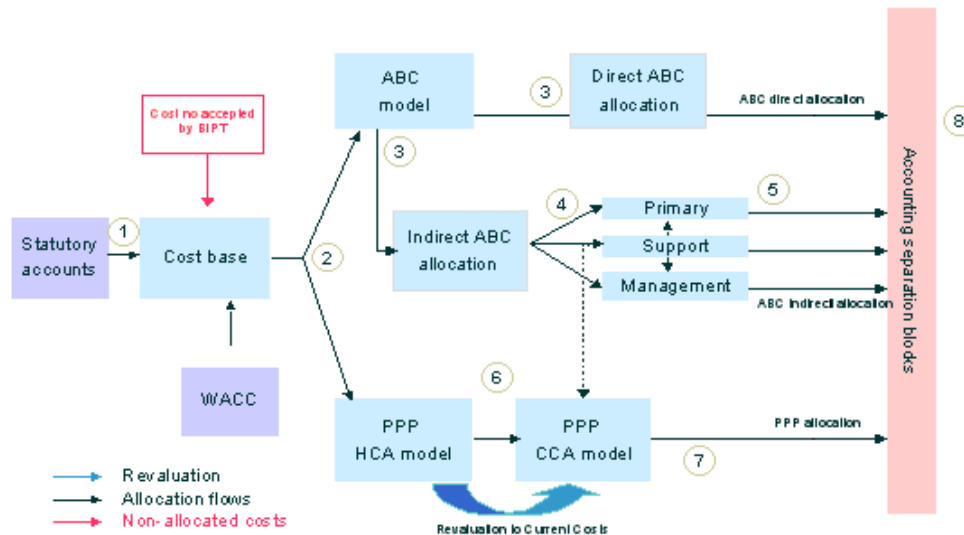 ABC
model
3
Direct ABC
allocation
ABC direct allocation
8
Cost no accepted
by BIPT
3
1
Statutory
accounts
Cost base
2
Indirect ABC
allocation
4
Primary
5
Support
Management
ABC indirect allocation
Accounting separation blocks
WACC
6
PPP
HCA model
PPP
CCA model
PPP allocation
7
Revaluation
Allocation flows
Non-allocated costs
Revaluation to Current Costs